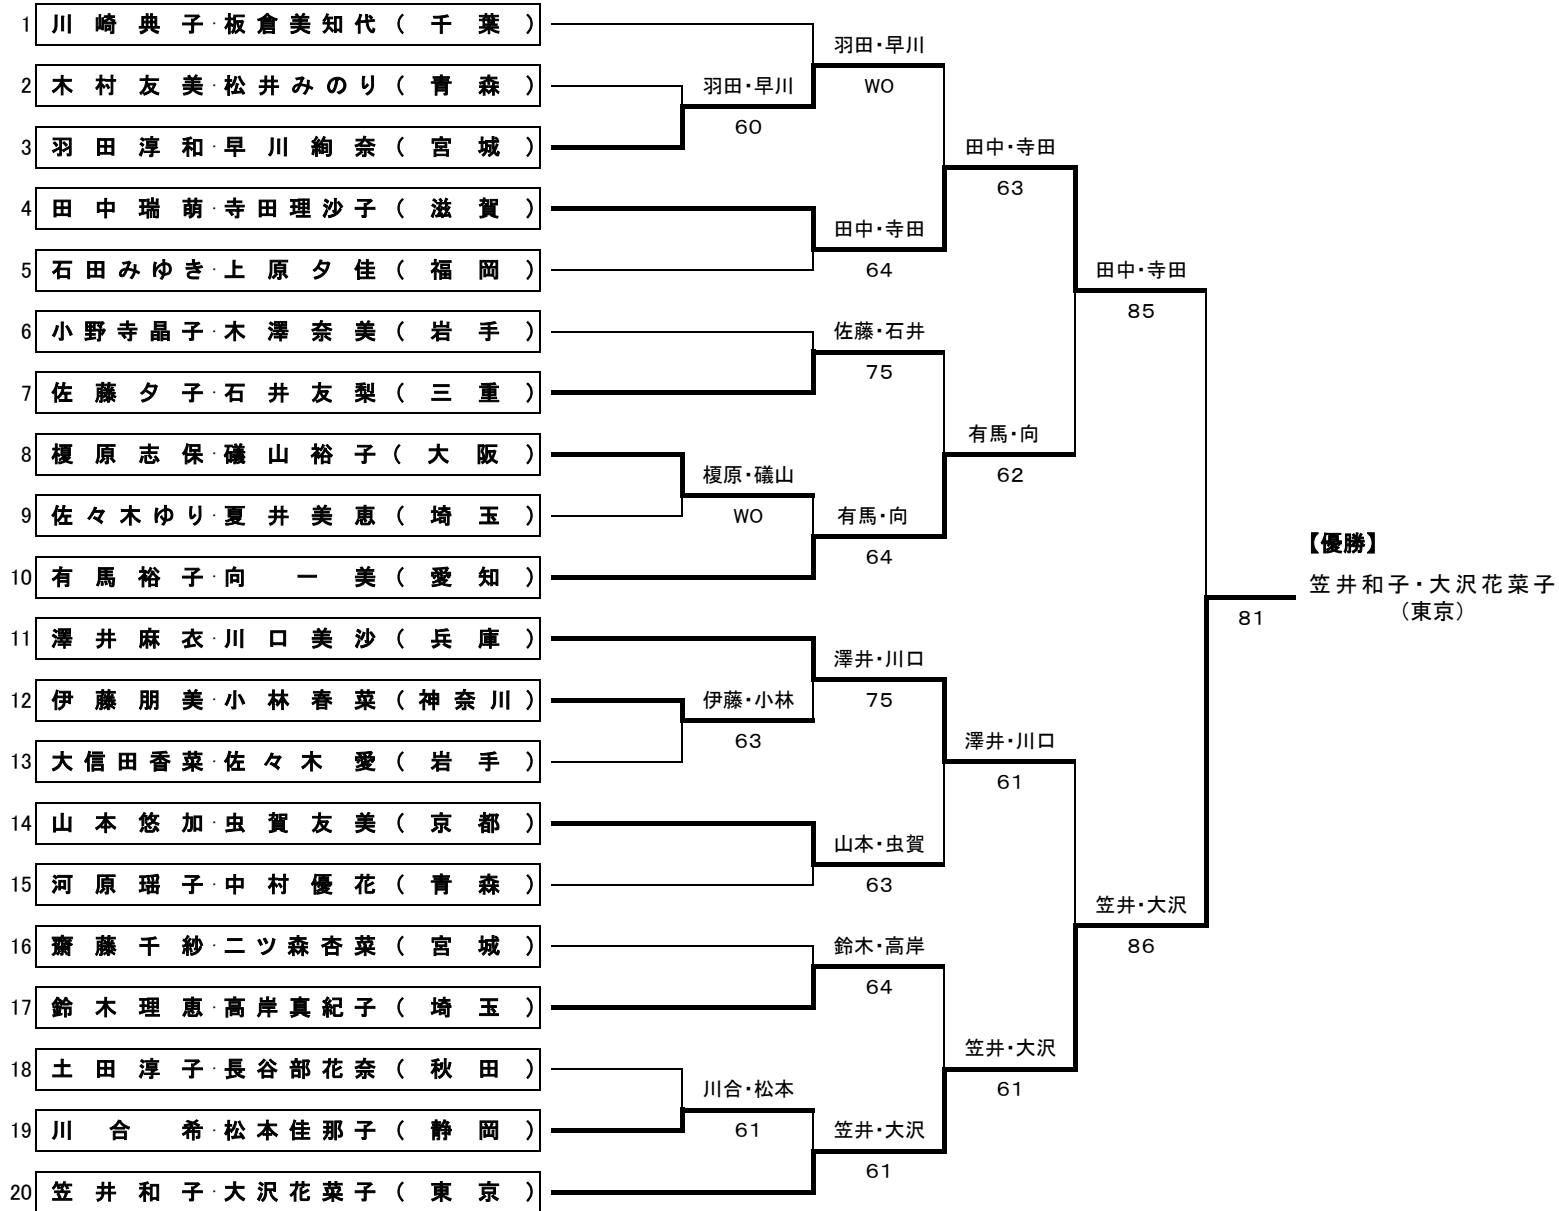 1 川崎典子・板倉美知代(千葉)
羽田・早川
2 木村友美・松井みのり(青森)
羽田・早川
WO
60
3 羽田淳和・早川絢奈(宮城)
田中・寺田
63
4 田中瑞萌・寺田理沙子(滋賀)
田中・寺田
64
5 石田みゆき・上原夕佳(福岡)
田中・寺田
85
6 小野寺晶子・木澤奈美(岩手)
佐藤・石井
75
7 佐藤夕子・石井友梨(三重)
有馬・向
62
8 榎原志保・礒山裕子(大阪)
榎原・礒山
WO
9 佐々木ゆり・夏井美恵(埼玉)
有馬・向
64
10 有馬裕子・向一美(愛知)
【優勝】
笠井和子・大沢花菜子
(東京)
81
11 澤井麻衣・川口美沙(兵庫)
澤井・川口
75
12 伊藤朋美・小林春菜(神奈川)
伊藤・小林
63
13 大信田香菜・佐々木愛(岩手)
澤井・川口
61
14 山本悠加・虫賀友美(京都)
山本・虫賀
63
15 河原瑶子・中村優花(青森)
笠井・大沢
86
16 齋藤千紗・二ツ森杏菜(宮城)
鈴木・高岸
64
17 鈴木理恵・高岸真紀子(埼玉)
笠井・大沢
61
18 土田淳子・長谷部花奈(秋田)
川合・松本
61
19 川合希・松本佳那子(静岡)
笠井・大沢
61
20 笠井和子・大沢花菜子(東京)